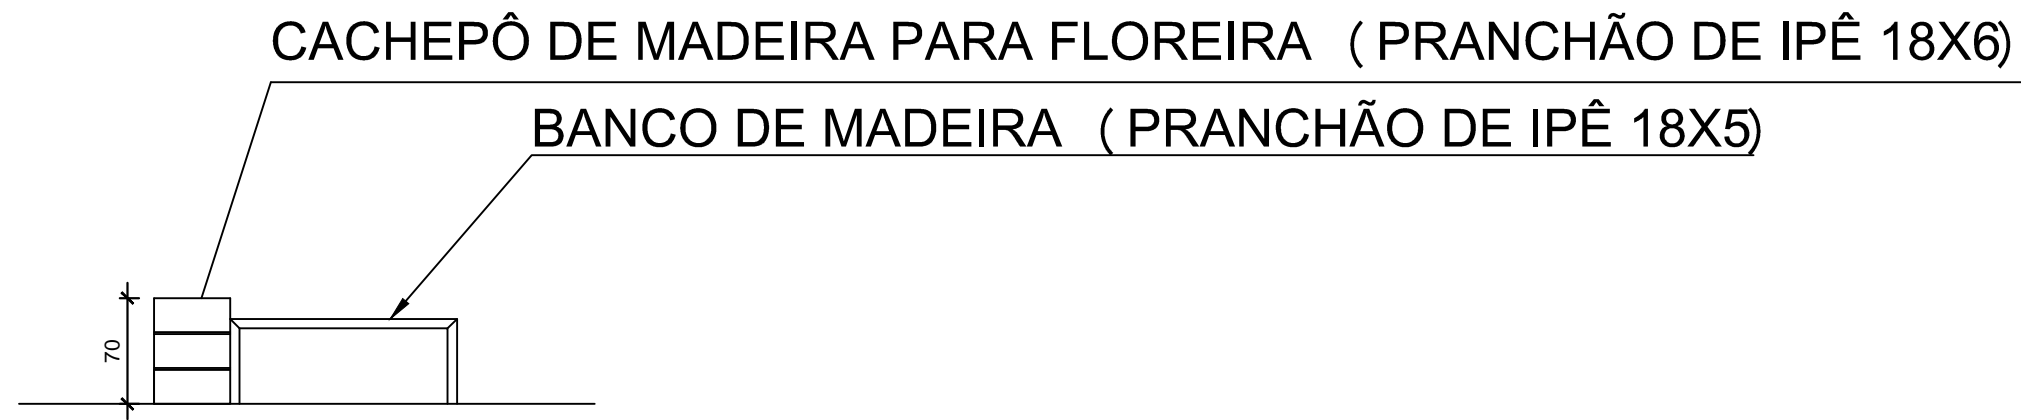 CACHEPÔ DE MADEIRA PARA FLOREIRA ( PRANCHÃO DE IPÊ 18X6)
BANCO DE MADEIRA ( PRANCHÃO DE IPÊ 18X5)
70